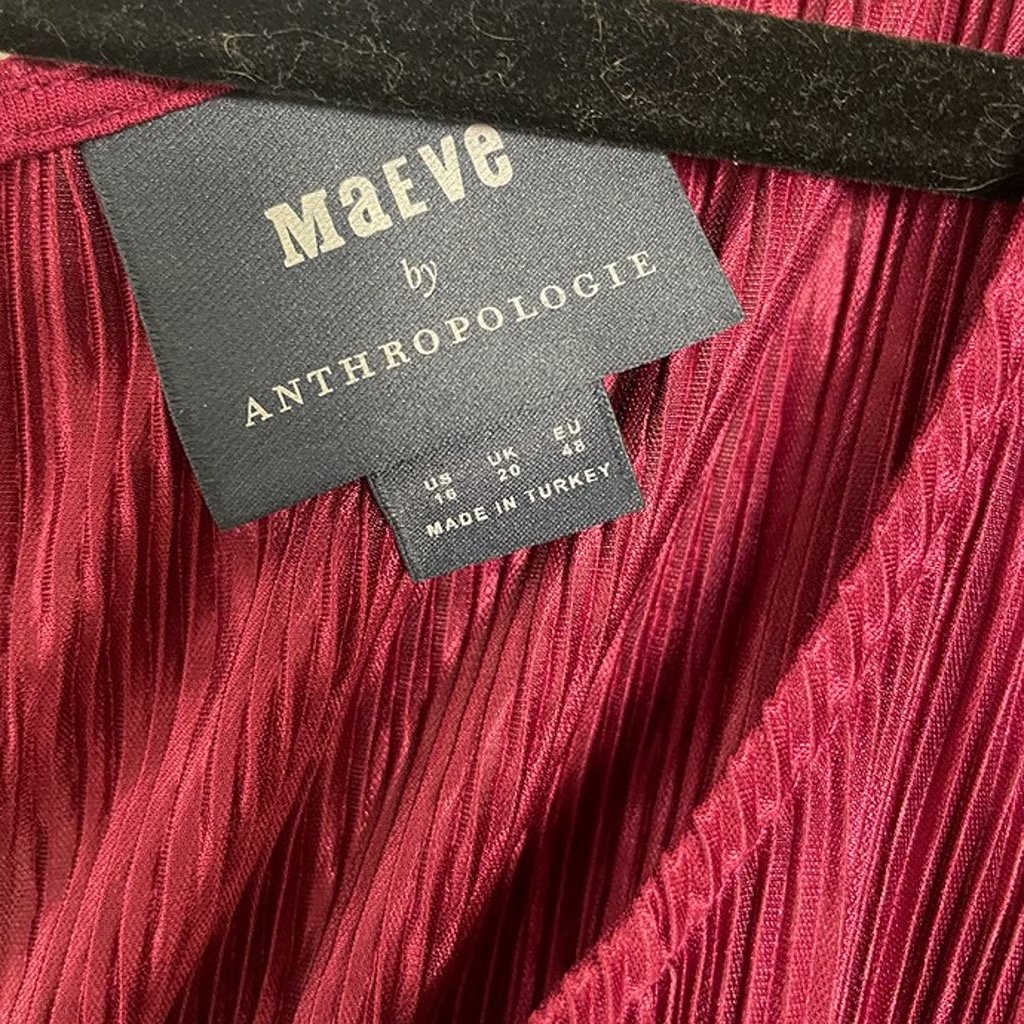 MaEVe
by
ANTHROPOLOGIE
US UK EU
16 20 48
MADE IN TURKEY